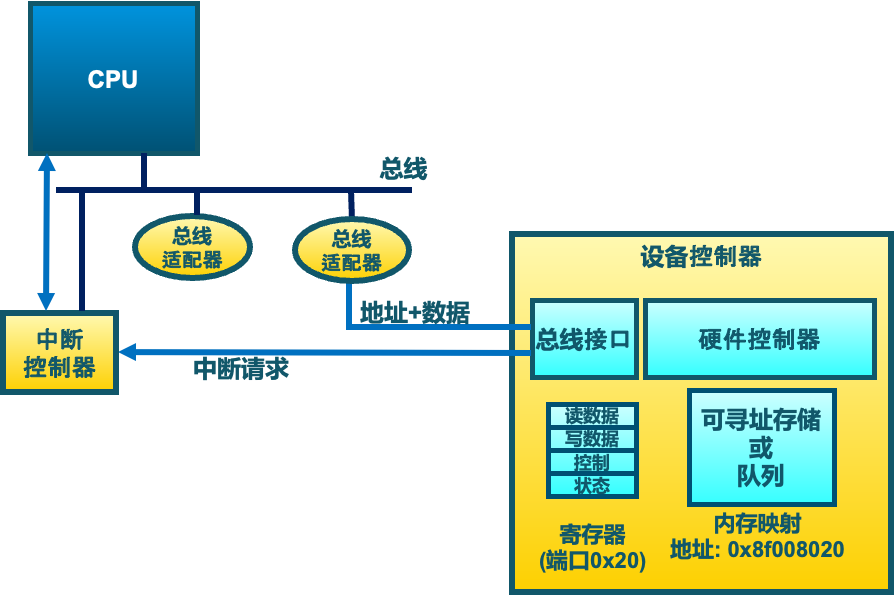 CPU
总线
总线
适配器
总线
适配器
地址+数据
中断
控制器
中断请求
设备控制器
总线接口
硬件控制器
读数据
写数据
控制
状态
寄存器
(端口0x20)
可寻址存储
或
队列
内存映射
地址: 0x8f008020